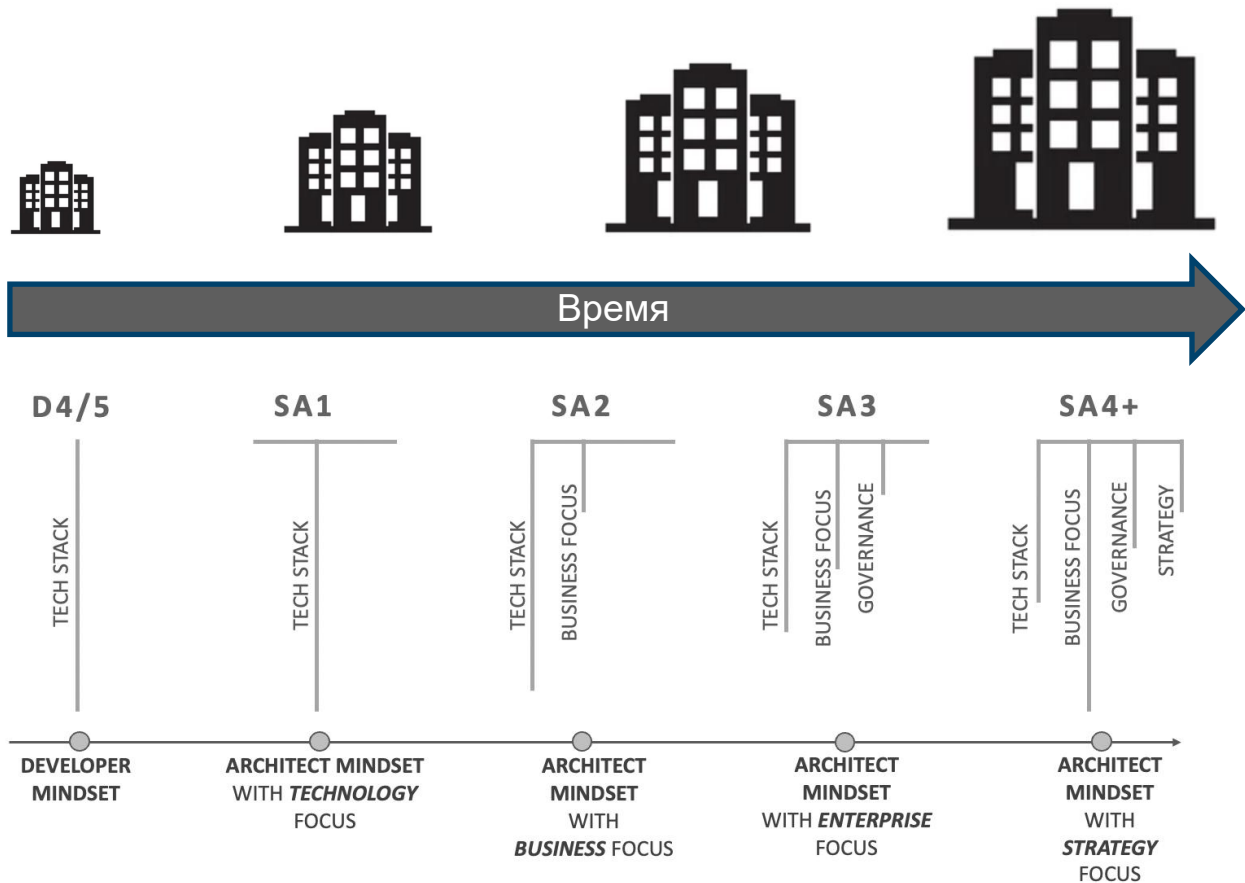 Время
D4/5
SA1
SA2
SA3
SA4+
TECH STACK
TECH STACK
TECH STACK
BUSINESS FOCUS
TECH STACK
BUSINESS FOCUS
GOVERNANCE
TECH STACK
BUSINESS FOCUS
GOVERNANCE
STRATEGY
DEVELOPER
MINDSET
ARCHITECT MINDSET
WITH TECHNOLOGY
FOCUS
ARCHITECT
MINDSET
WITH
BUSINESS FOCUS
ARCHITECT
MINDSET
WITH ENTERPRISE
FOCUS
ARCHITECT
MINDSET
WITH
STRATEGY
FOCUS